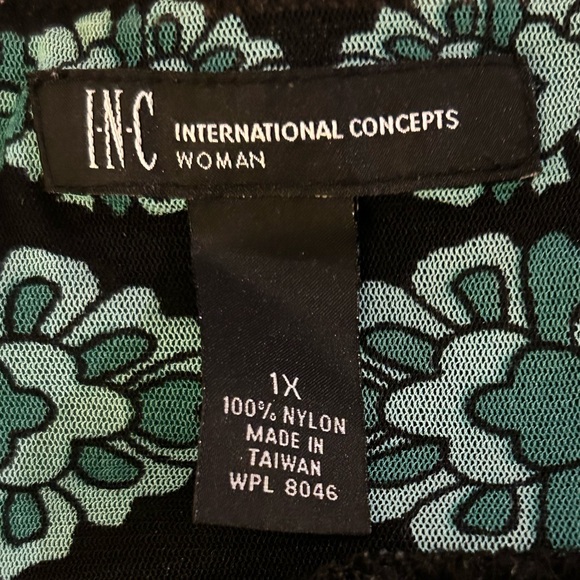 I·N·C INTERNATIONAL CONCEPTS
WOMAN
1X
100% NYLON
MADE IN
TAIWAN
WPL 8046